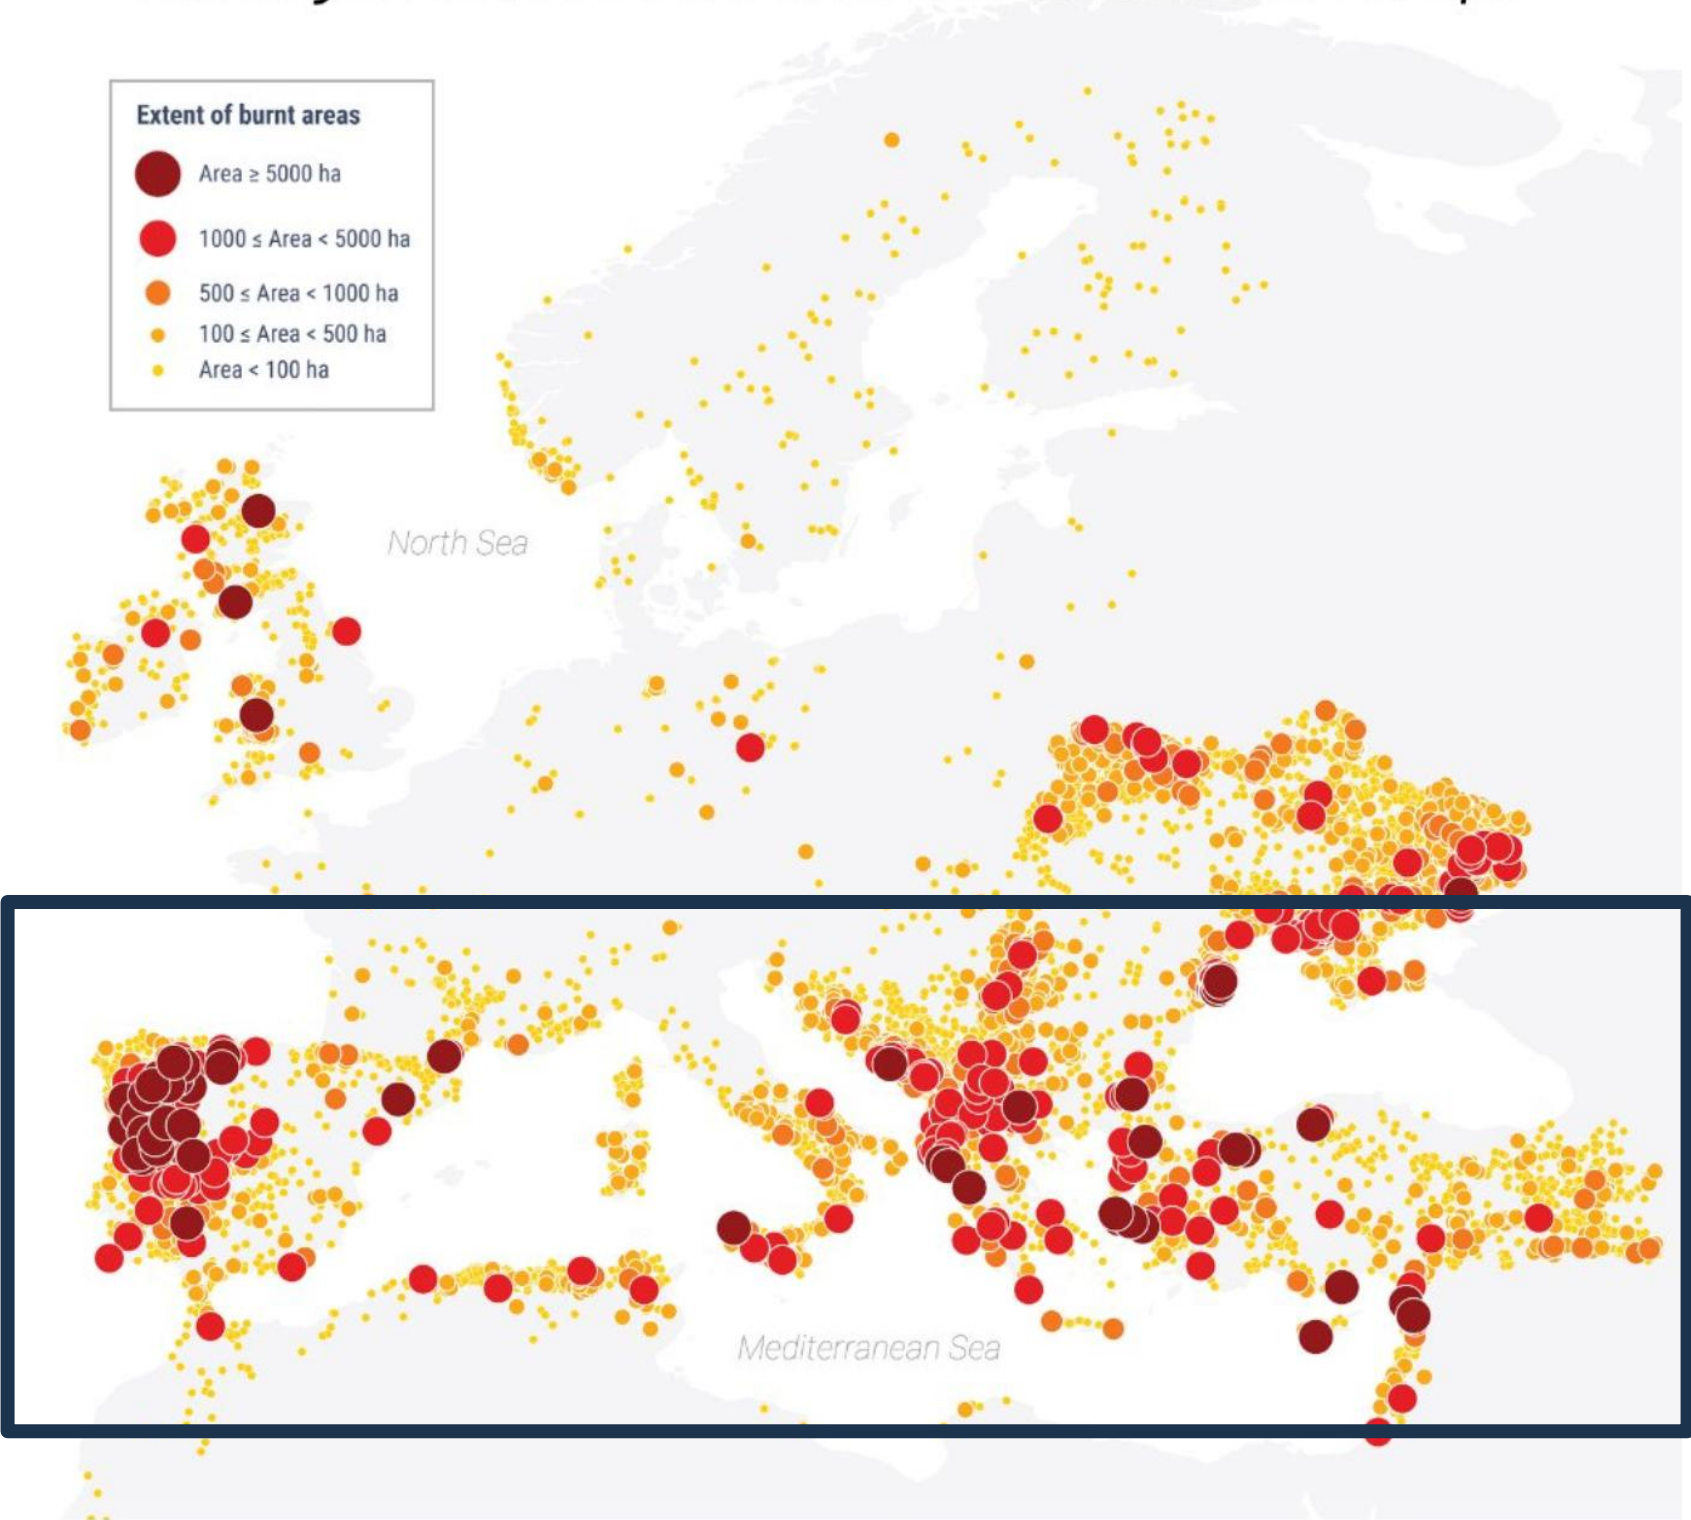 Extent of burnt areas
Area ≥ 5000 ha
1000 ≤ Area < 5000 ha
500 ≤ Area < 1000 ha
100 ≤ Area < 500 ha
Area < 100 ha
North Sea
Mediterranean Sea